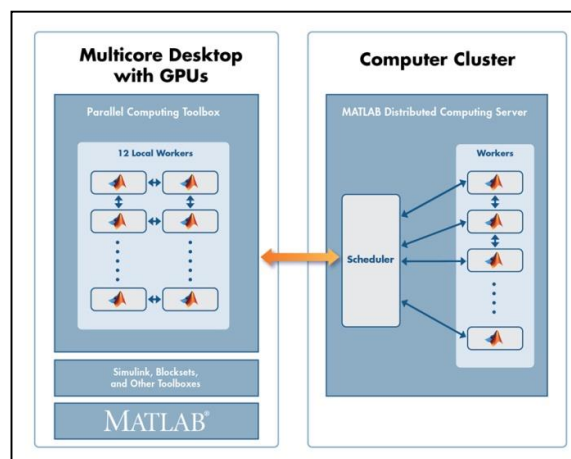 Multicore Desktop
with GPUs
Parallel Computing Toolbox
12 Local Workers
Simulink, Blocksets,
and Other Toolboxes
MATLAB®
Computer Cluster
MATLAB Distributed Computing Server
Workers
Scheduler